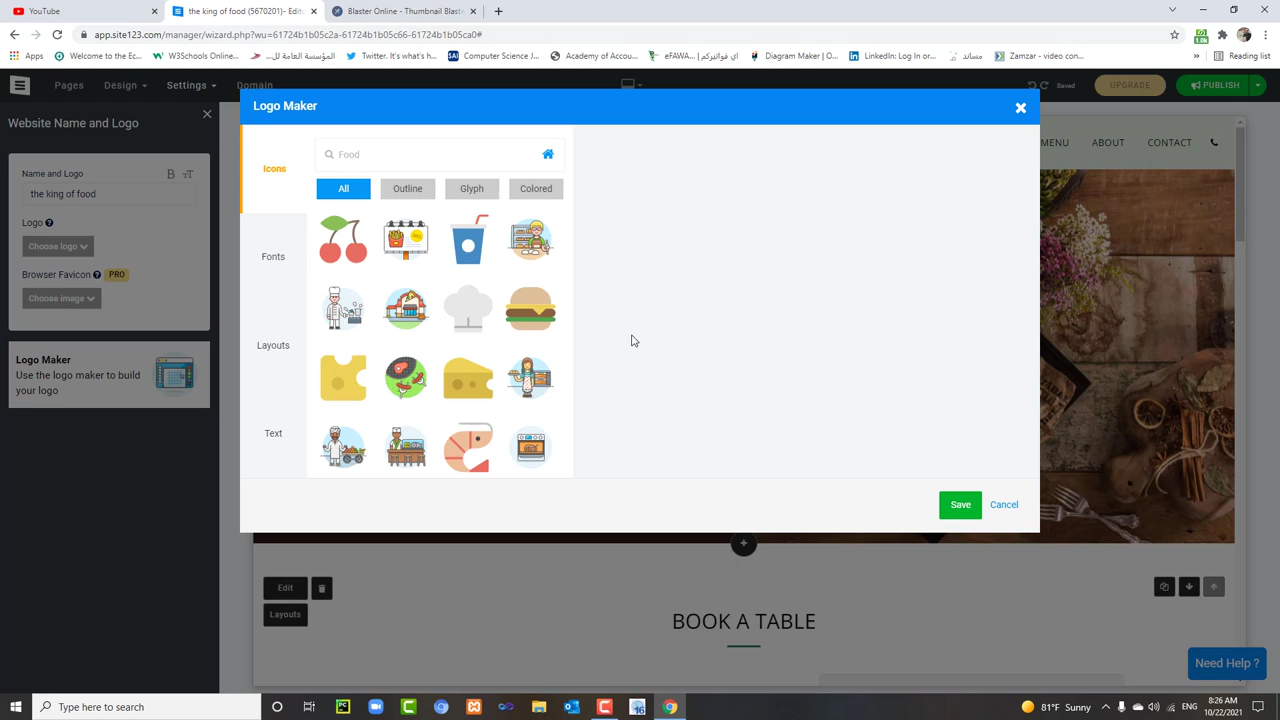 YouTube
the king of food (5670201)- Edit
Blaster Online - Thumbnail Blaste
app.site123.com/manager/wizard.php?wu=61724b1b05c2a-61724b1b05c66-61724b1b05ca0#
Apps
Welcome to the Ec...
W3Schools Online...
المؤسسة العامة لل...
Twitter. It's what's h...
Computer Science J...
Academy of Accou...
eFAWA... اي فواتيركم
Diagram Maker | O...
LinkedIn: Log In or...
مساند
Zamzar - video con...
»
Reading list
Pages
Design
Settings
Domain
Saved
UPGRADE
PUBLISH
Website Name and Logo
Name and Logo
the king of food
Logo
Choose logo
Browser Favicon
PRO
Choose image
Logo Maker
Use the logo maker to build
your logo
Logo Maker
Icons
Fonts
Layouts
Text
Food
All
Outline
Glyph
Colored
Save
Cancel
MENU
ABOUT
CONTACT
Edit
Layouts
BOOK A TABLE
Need Help ?
Type here to search
81°F Sunny
8:26 AM
10/22/2021